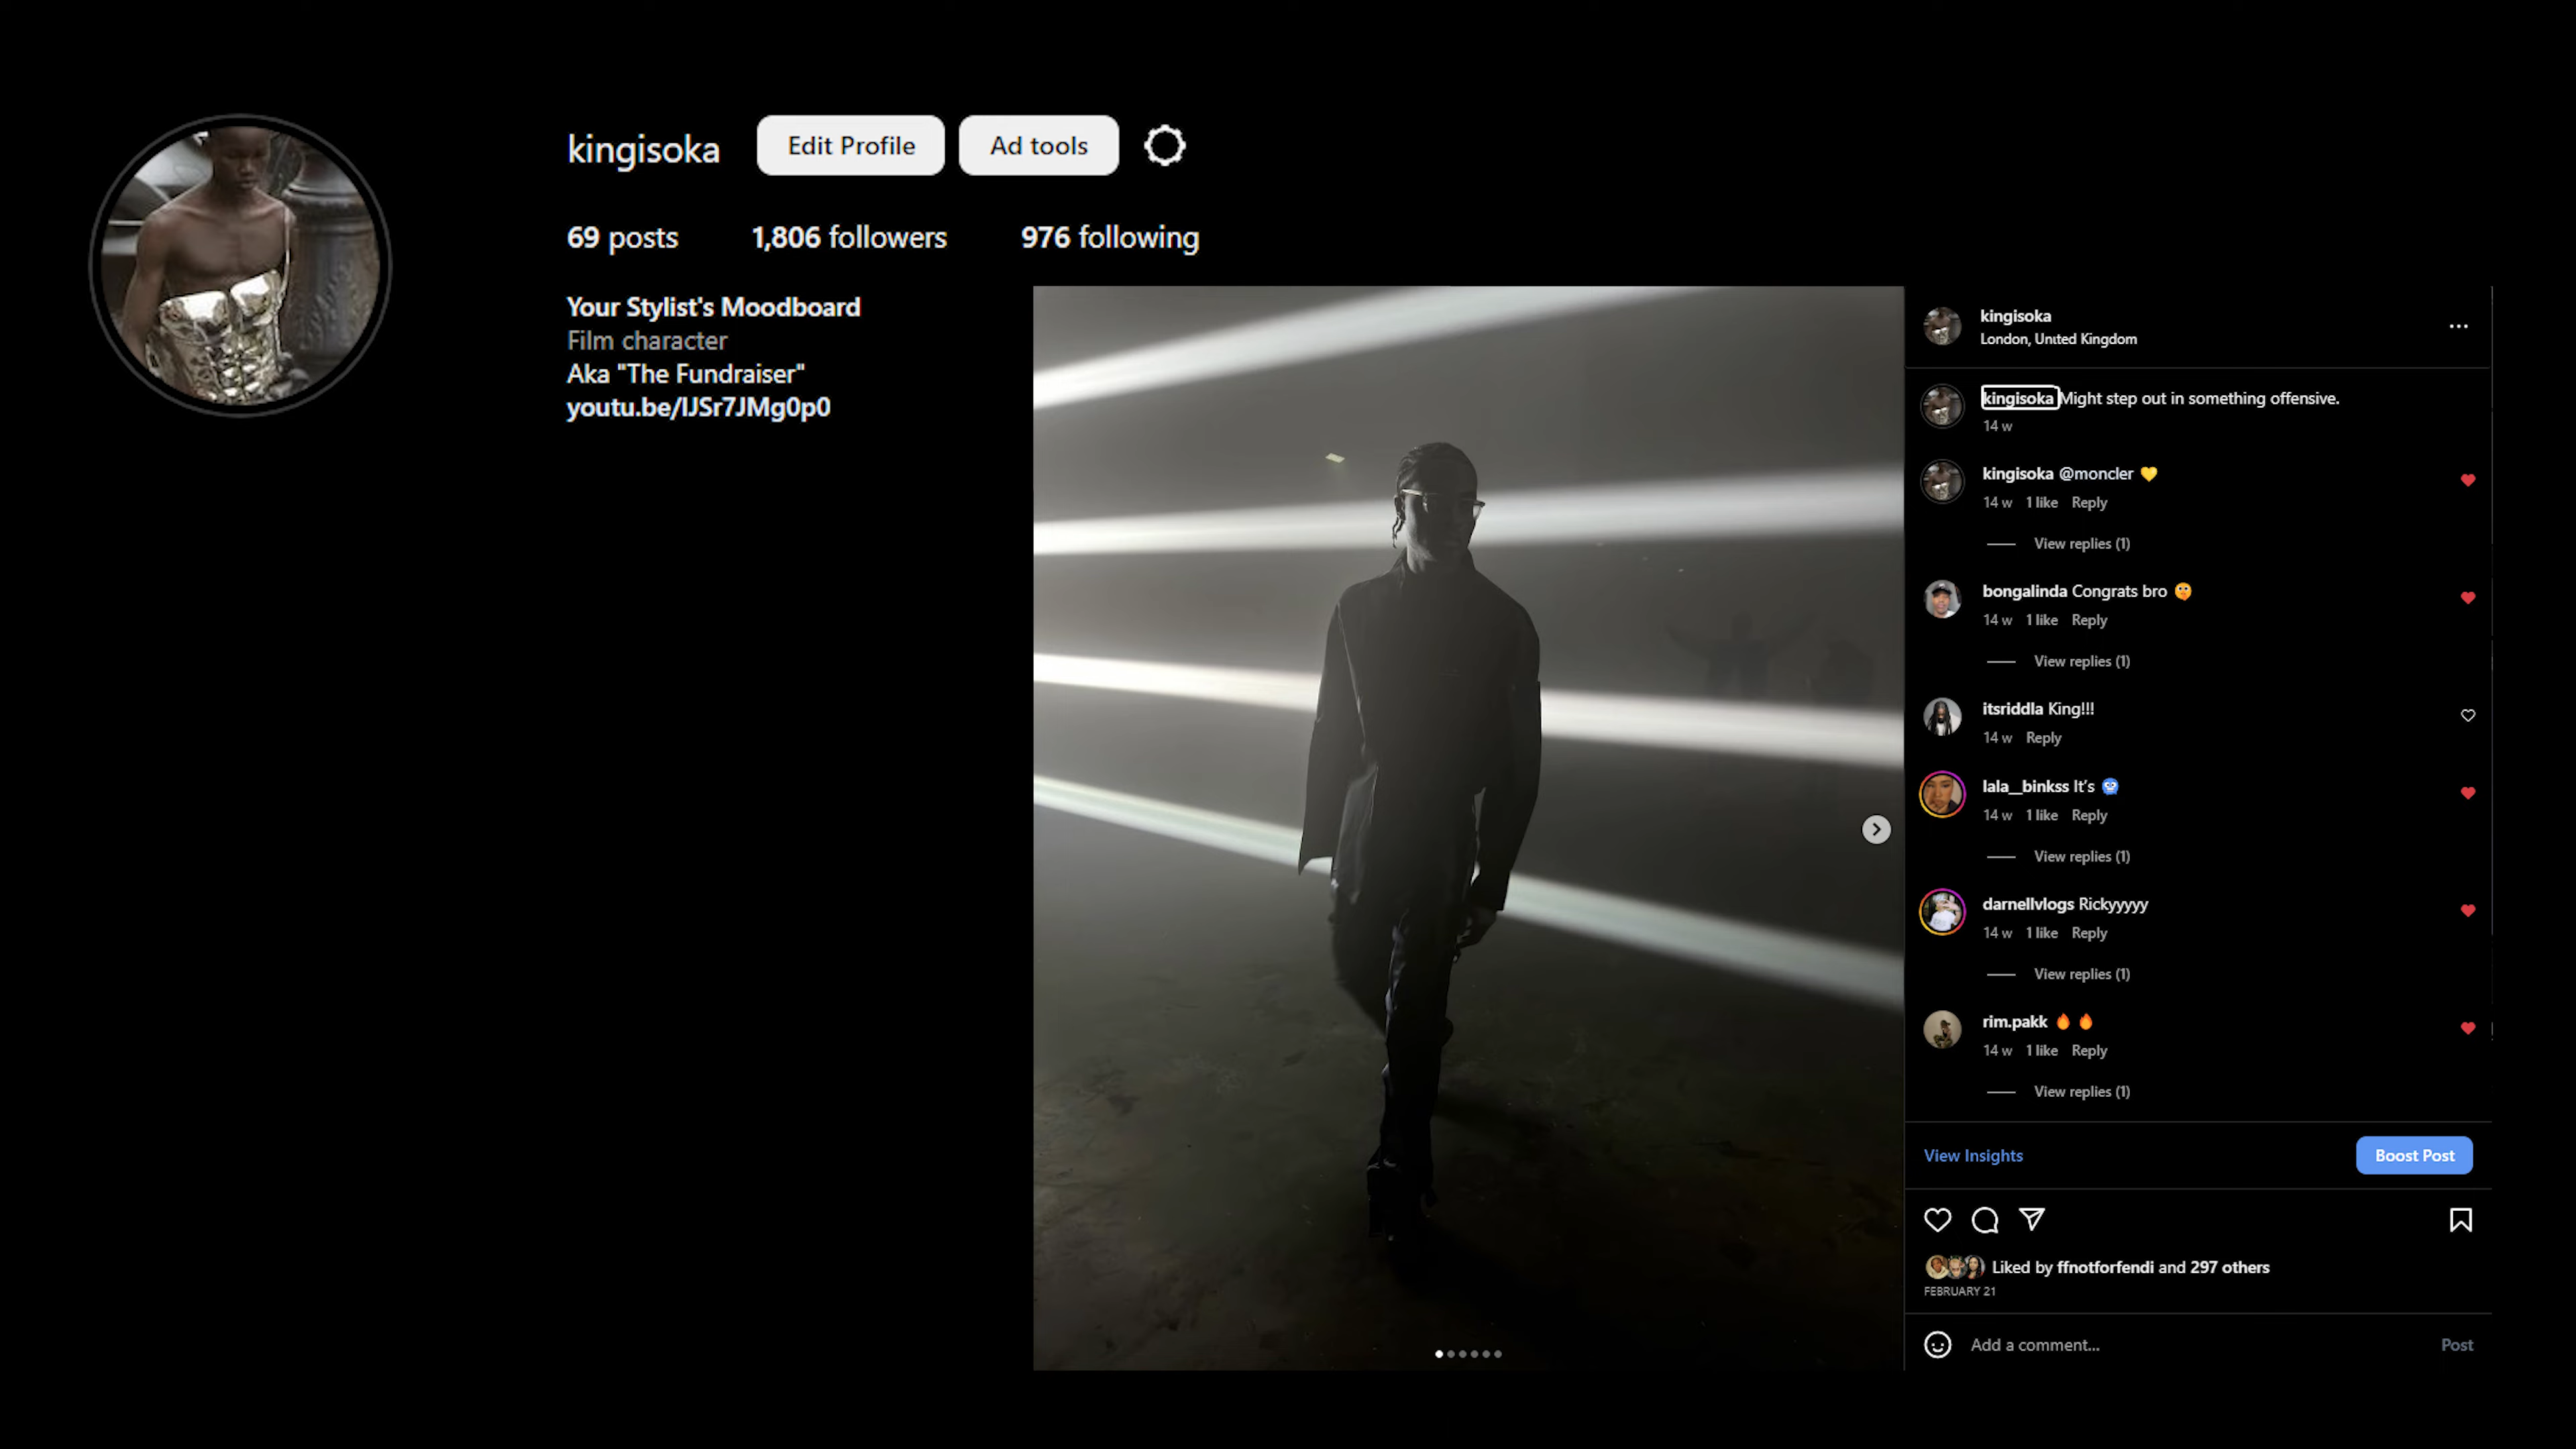 kingisoka
Edit Profile
Ad tools
69 posts
1,806 followers
976 following
Your Stylist's Moodboard
Film character
Aka "The Fundraiser"
youtu.be/lJSr7JMg0p0
kingisoka
London, United Kingdom
kingisoka Might step out in something offensive.
14 w
kingisoka @moncler 💛
14 w 1 like Reply
View replies (1)
bongalinda Congrats bro 🫡
14 w 1 like Reply
View replies (1)
itsriddla King!!!
14 w Reply
lala__binkss It's 🥶
14 w 1 like Reply
View replies (1)
darnellvlogs Rickyyyyy
14 w 1 like Reply
View replies (1)
rim.pakk 🔥 🔥
14 w 1 like Reply
View replies (1)
View Insights
Boost Post
Liked by ffnotforfendi and 297 others
FEBRUARY 21
Add a comment...
Post